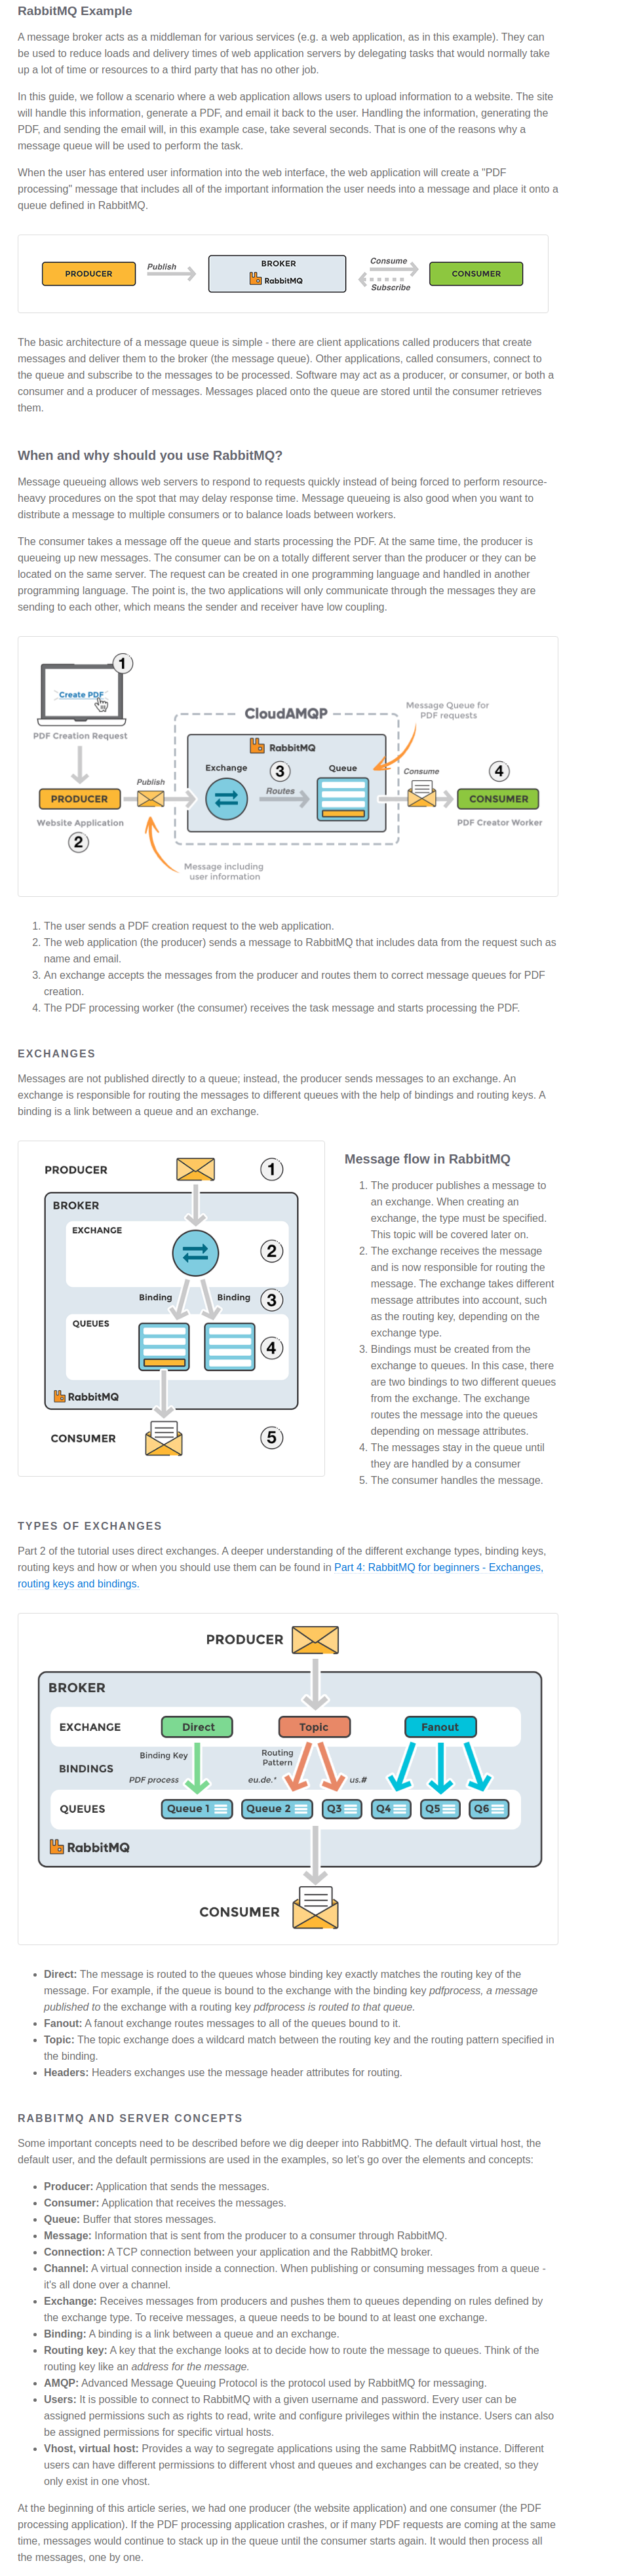 RabbitMQ Example
A message broker acts as a middleman for various services (e.g. a web application, as in this example). They can
be used to reduce loads and delivery times of web application servers by delegating tasks that would normally take
up a lot of time or resources to a third party that has no other job.
In this guide, we follow a scenario where a web application allows users to upload information to a website. The site
will handle this information, generate a PDF, and email it back to the user. Handling the information, generating the
PDF, and sending the email will, in this example case, take several seconds. That is one of the reasons why a
message queue will be used to perform the task.
When the user has entered user information into the web interface, the web application will create a "PDF
processing" message that includes all of the important information the user needs into a message and place it onto a
queue defined in RabbitMQ.
PRODUCER
Publish
BROKER
RabbitMQ
Consume
Subscribe
CONSUMER
The basic architecture of a message queue is simple - there are client applications called producers that create
messages and deliver them to the broker (the message queue). Other applications, called consumers, connect to
the queue and subscribe to the messages to be processed. Software may act as a producer, or consumer, or both a
consumer and a producer of messages. Messages placed onto the queue are stored until the consumer retrieves
them.
When and why should you use RabbitMQ?
Message queueing allows web servers to respond to requests quickly instead of being forced to perform resource-
heavy procedures on the spot that may delay response time. Message queueing is also good when you want to
distribute a message to multiple consumers or to balance loads between workers.
The consumer takes a message off the queue and starts processing the PDF. At the same time, the producer is
queueing up new messages. The consumer can be on a totally different server than the producer or they can be
located on the same server. The request can be created in one programming language and handled in another
programming language. The point is, the two applications will only communicate through the messages they are
sending to each other, which means the sender and receiver have low coupling.
1
Create PDF
PDF Creation Request
PRODUCER
Website Application
2
Publish
Message including
user information
CloudAMQP
RabbitMQ
Exchange
3
Routes
Queue
Message Queue for
PDF requests
Consume
4
CONSUMER
PDF Creator Worker
1. The user sends a PDF creation request to the web application.
2. The web application (the producer) sends a message to RabbitMQ that includes data from the request such as
name and email.
3. An exchange accepts the messages from the producer and routes them to correct message queues for PDF
creation.
4. The PDF processing worker (the consumer) receives the task message and starts processing the PDF.
EXCHANGES
Messages are not published directly to a queue; instead, the producer sends messages to an exchange. An
exchange is responsible for routing the messages to different queues with the help of bindings and routing keys. A
binding is a link between a queue and an exchange.
PRODUCER
1
BROKER
EXCHANGE
2
Binding
Binding
3
QUEUES
4
RabbitMQ
CONSUMER
5
Message flow in RabbitMQ
1. The producer publishes a message to
an exchange. When creating an
exchange, the type must be specified.
This topic will be covered later on.
2. The exchange receives the message
and is now responsible for routing the
message. The exchange takes different
message attributes into account, such
as the routing key, depending on the
exchange type.
3. Bindings must be created from the
exchange to queues. In this case, there
are two bindings to two different queues
from the exchange. The exchange
routes the message into the queues
depending on message attributes.
4. The messages stay in the queue until
they are handled by a consumer
5. The consumer handles the message.
TYPES OF EXCHANGES
Part 2 of the tutorial uses direct exchanges. A deeper understanding of the different exchange types, binding keys,
routing keys and how or when you should use them can be found in Part 4: RabbitMQ for beginners - Exchanges,
routing keys and bindings.
PRODUCER
BROKER
EXCHANGE
Direct
Topic
Fanout
BINDINGS
Binding Key
PDF process
Routing
Pattern
eu.de.*
us.#
QUEUES
Queue 1
Queue 2
Q3
Q4
Q5
Q6
RabbitMQ
CONSUMER
• Direct: The message is routed to the queues whose binding key exactly matches the routing key of the
message. For example, if the queue is bound to the exchange with the binding key pdfprocess, a message
published to the exchange with a routing key pdfprocess is routed to that queue.
• Fanout: A fanout exchange routes messages to all of the queues bound to it.
• Topic: The topic exchange does a wildcard match between the routing key and the routing pattern specified in
the binding.
• Headers: Headers exchanges use the message header attributes for routing.
RABBITMQ AND SERVER CONCEPTS
Some important concepts need to be described before we dig deeper into RabbitMQ. The default virtual host, the
default user, and the default permissions are used in the examples, so let's go over the elements and concepts:
• Producer: Application that sends the messages.
• Consumer: Application that receives the messages.
• Queue: Buffer that stores messages.
• Message: Information that is sent from the producer to a consumer through RabbitMQ.
• Connection: A TCP connection between your application and the RabbitMQ broker.
• Channel: A virtual connection inside a connection. When publishing or consuming messages from a queue -
it's all done over a channel.
• Exchange: Receives messages from producers and pushes them to queues depending on rules defined by
the exchange type. To receive messages, a queue needs to be bound to at least one exchange.
• Binding: A binding is a link between a queue and an exchange.
• Routing key: A key that the exchange looks at to decide how to route the message to queues. Think of the
routing key like an address for the message.
• AMQP: Advanced Message Queuing Protocol is the protocol used by RabbitMQ for messaging.
• Users: It is possible to connect to RabbitMQ with a given username and password. Every user can be
assigned permissions such as rights to read, write and configure privileges within the instance. Users can also
be assigned permissions for specific virtual hosts.
• Vhost, virtual host: Provides a way to segregate applications using the same RabbitMQ instance. Different
users can have different permissions to different vhost and queues and exchanges can be created, so they
only exist in one vhost.
At the beginning of this article series, we had one producer (the website application) and one consumer (the PDF
processing application). If the PDF processing application crashes, or if many PDF requests are coming at the same
time, messages would continue to stack up in the queue until the consumer starts again. It would then process all
the messages, one by one.